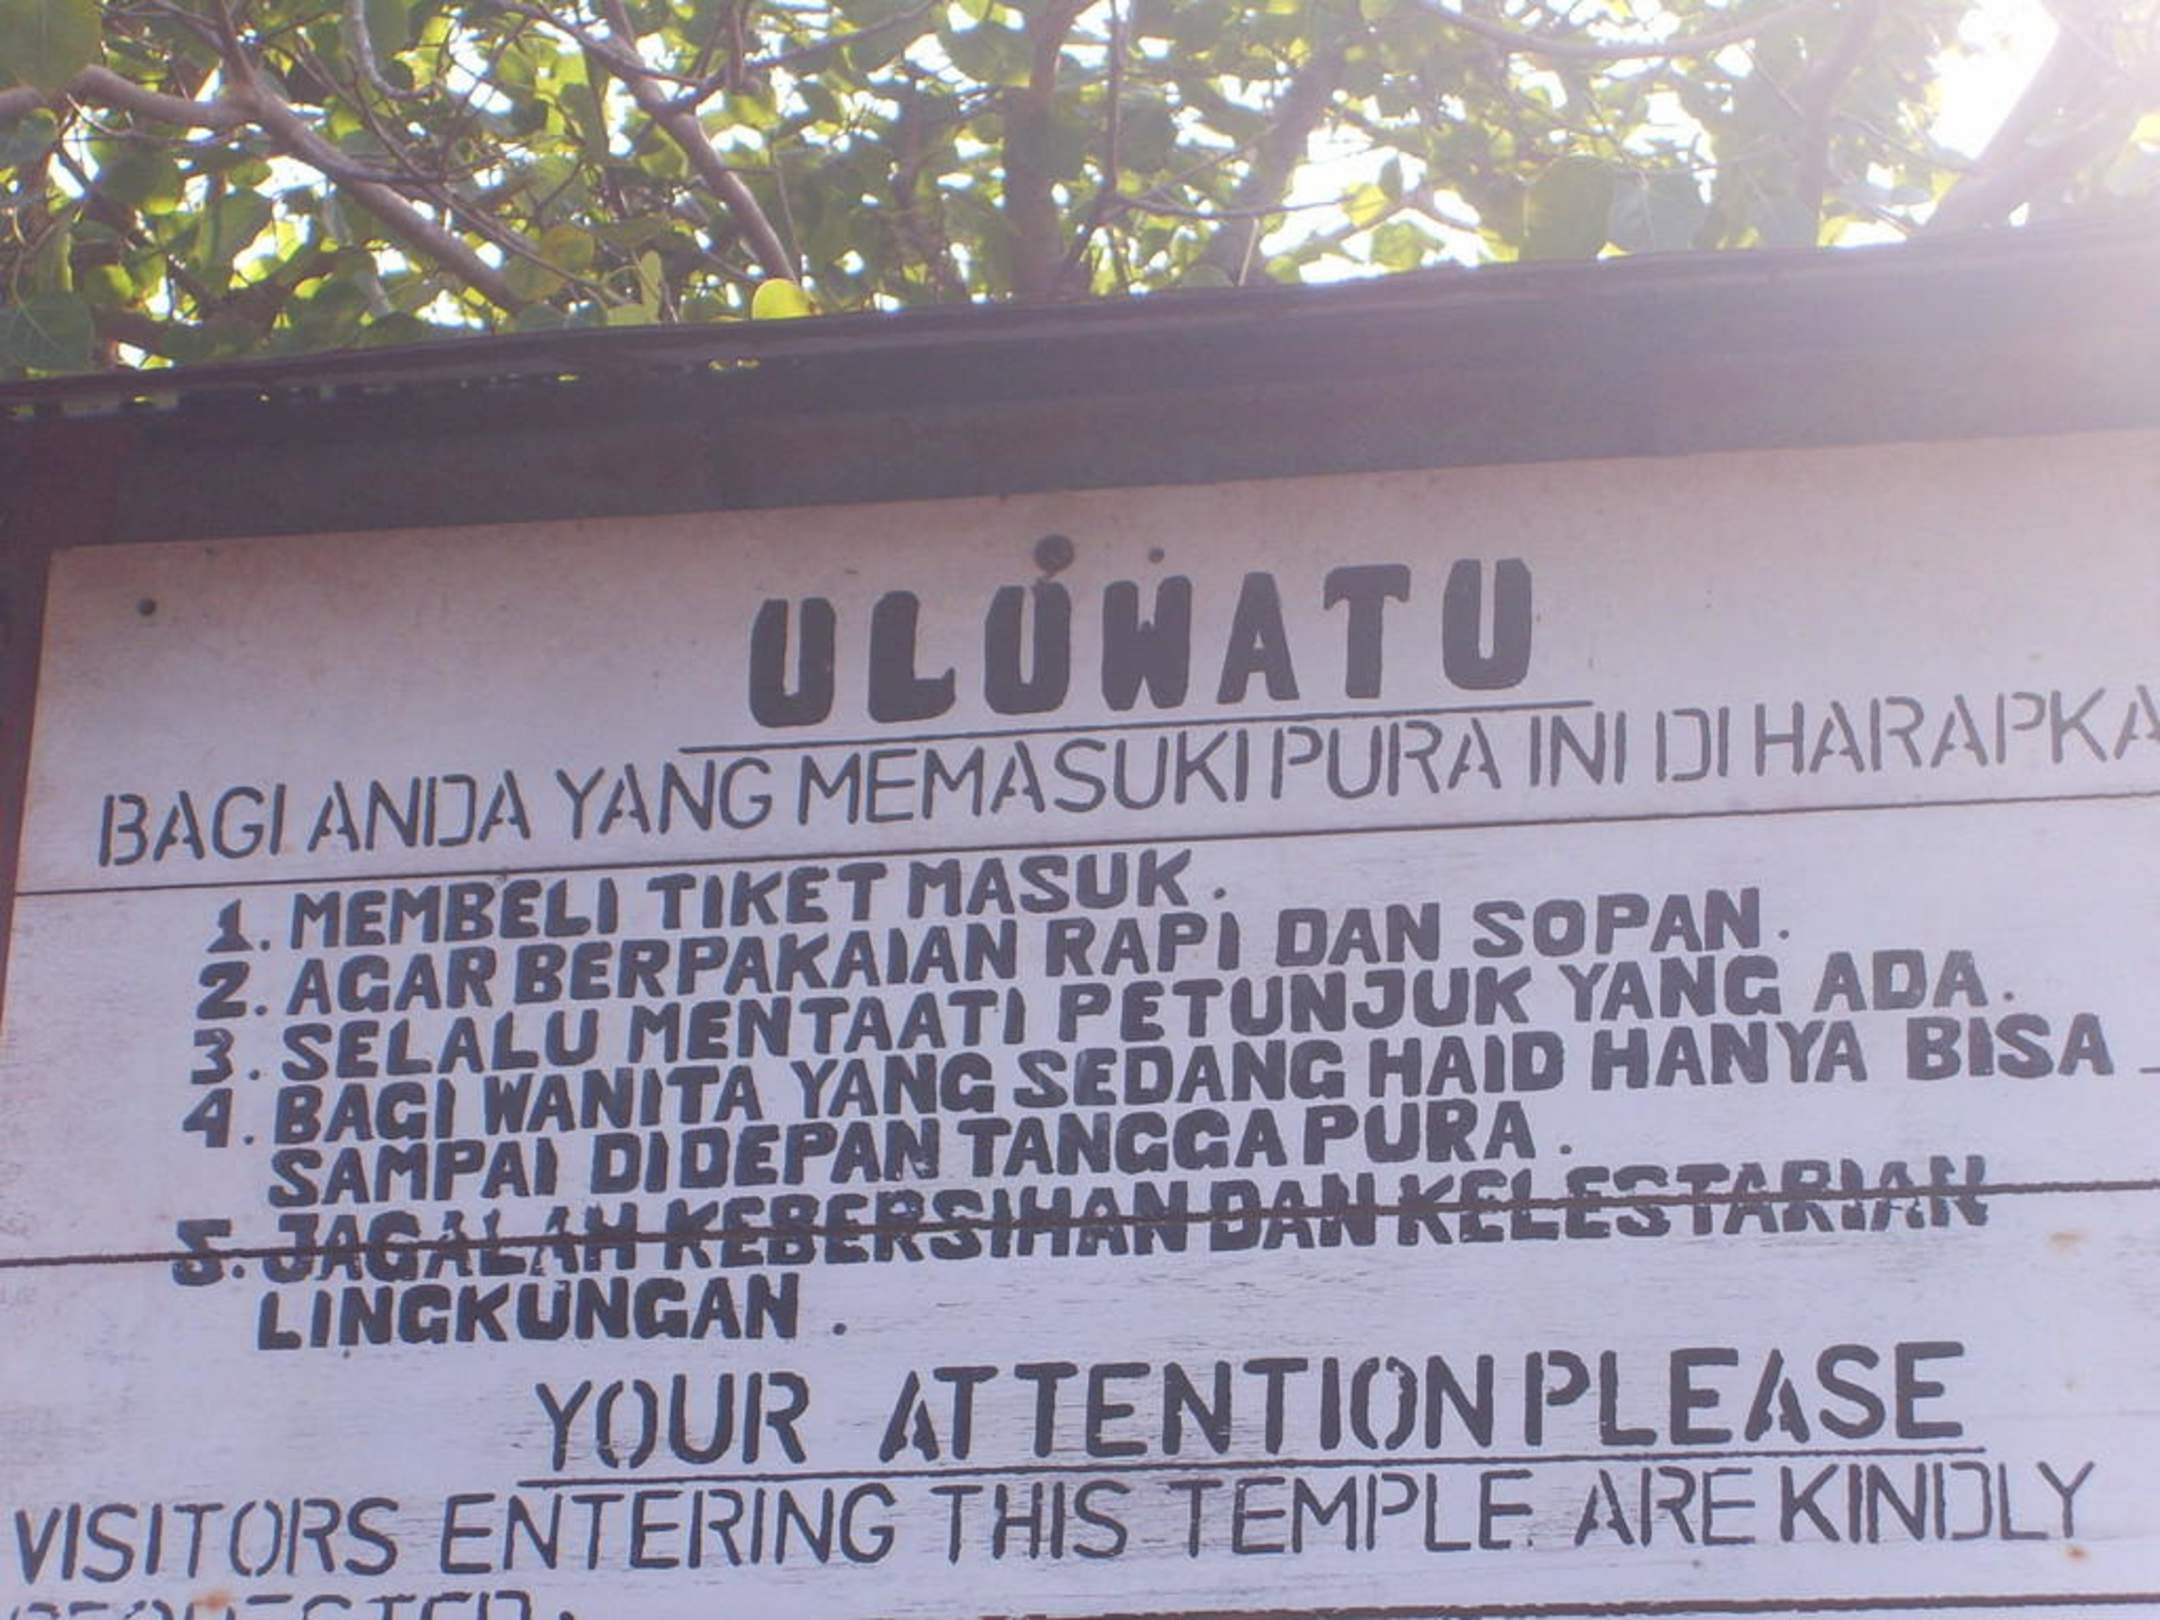 ULUWATU
BAGI ANDA YANG MEMASUKI PURA INI DI HARAPKA
1. MEMBELI TIKET MASUK.
2. AGAR BERPAKAIAN RAPI DAN SOPAN.
3. SELALU MENTAATI PETUNJUK YANG ADA.
4. BAGI WANITA YANG SEDANG HAID HANYA BISA _
SAMPAI DIDEPAN TANGGA PURA.
5. JAGALAH KEBERSIHAN DAN KELESTARIAN
LINGKUNGAN.
YOUR ATTENTION PLEASE
VISITORS ENTERING THIS TEMPLE ARE KINDLY
REQUESTED: